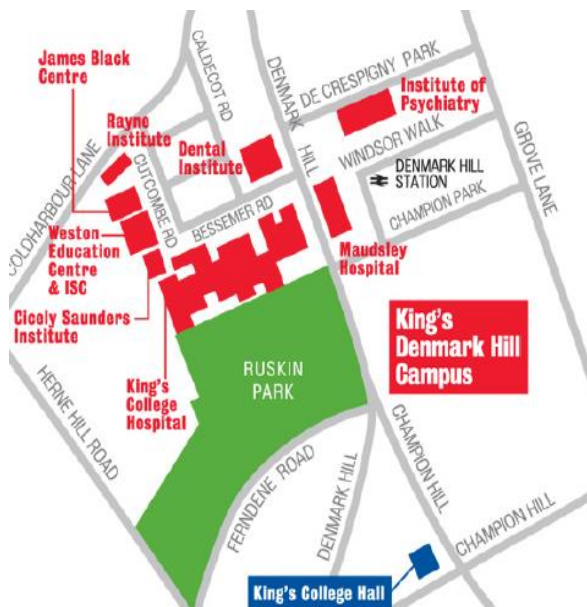 James Black
Centre
CALDECOT RD
DENMARK
HILL
DE CRESPIGNY PARK
Institute of
Psychiatry
Rayne
Institute
Dental
Institute
WINDSOR WALK
GROVE LANE
COLDHARBOUR LANE
CUTCOMBE RD
DENMARK HILL
STATION
BESSEMER RD
CHAMPION PARK
Weston
Education
Centre
& ISC
Maudsley
Hospital
Cicely Saunders
Institute
King's
Denmark Hill
Campus
King's
College
Hospital
RUSKIN
PARK
HERNE HILL ROAD
FERNDENE ROAD
DENMARK HILL
CHAMPION HILL
CHAMPION HILL
King's College Hall